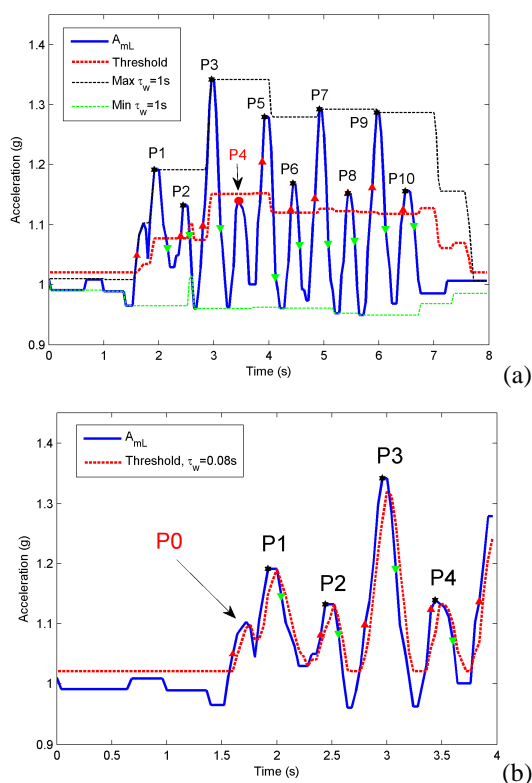 1.4
1.3
1.2
1.1
1
0.9
Acceleration (g)
A_mL
Threshold
Max τ_w=1s
Min τ_w=1s
P1
P2
P3
P4
P5
P6
P7
P8
P9
P10
0 1 2 3 4 5 6 7 8
Time (s)
(a)
1.4
1.3
1.2
1.1
1
0.9
Acceleration (g)
A_mL
Threshold, τ_w=0.08s
P0
P1
P2
P3
P4
0 0.5 1 1.5 2 2.5 3 3.5 4
Time (s)
(b)